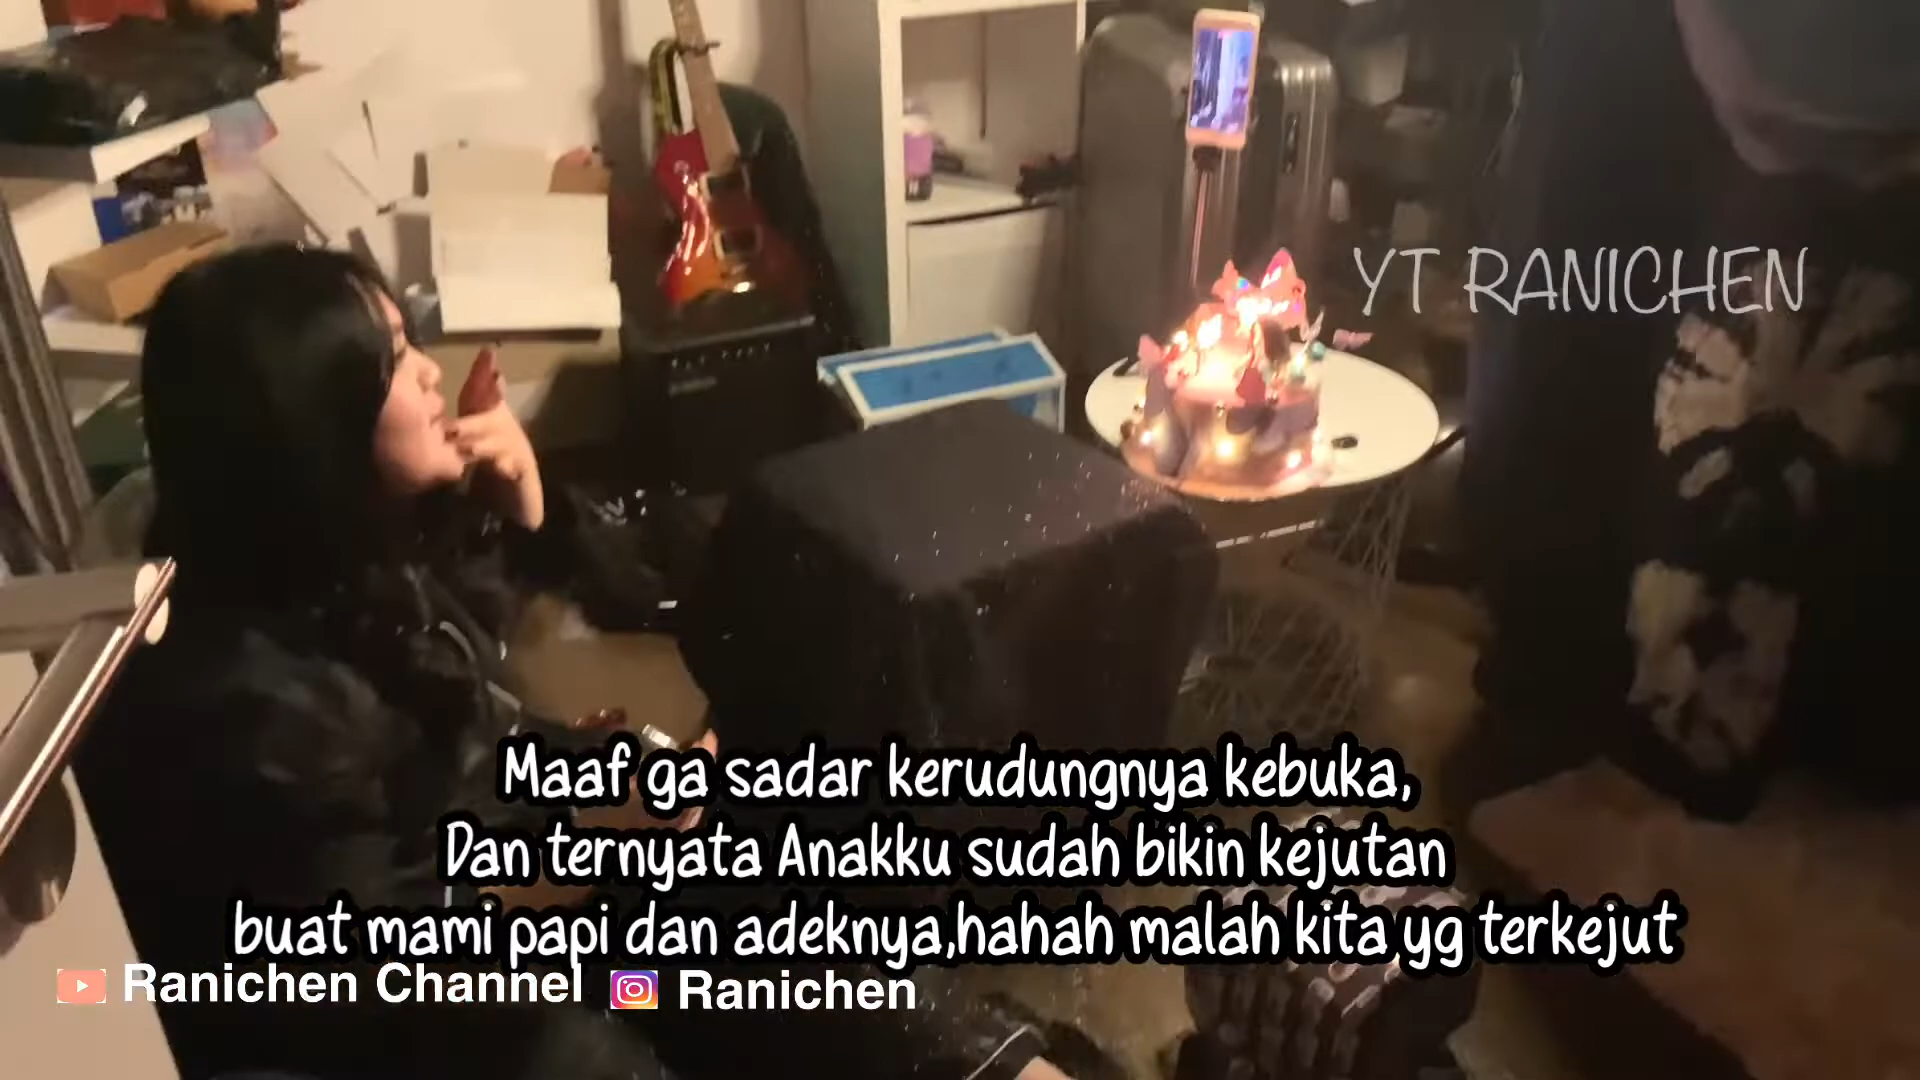 YT RANICHEN
Maaf ga sadar kerudungnya kebuka,
Dan ternyata Anakku sudah bikin kejutan
buat mami papi dan adeknya,hahah malah kita yg terkejut
Ranichen Channel
Ranichen